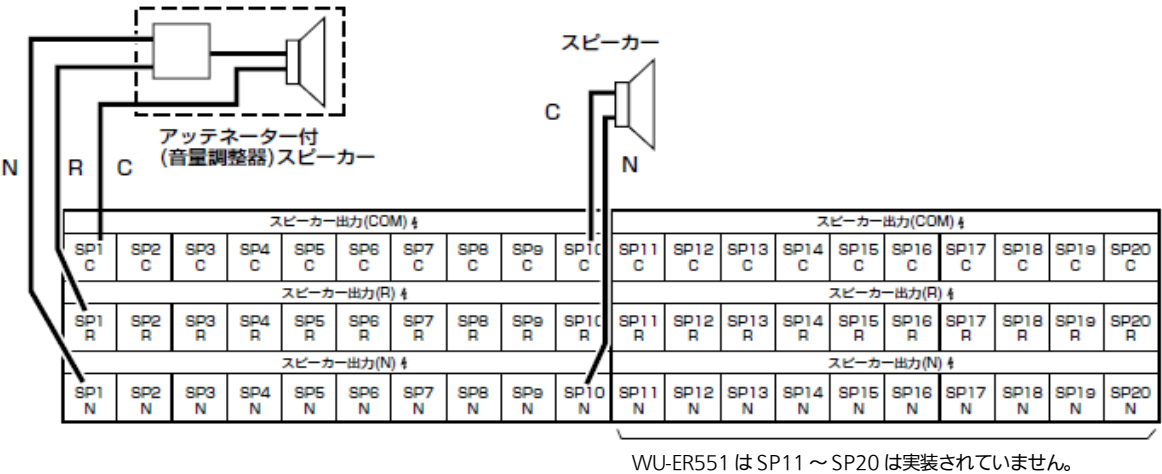 スピーカー
C
アッテネーター付
(音量調整器)スピーカー
N
R
C
N
スピーカー出力(COM)
スピーカー出力(COM)
SP1 SP2 SP3 SP4 SP5 SP6 SP7 SP8 SP9 SP10 SP11 SP12 SP13 SP14 SP15 SP16 SP17 SP18 SP19 SP20
C C C C C C C C C C C C C C C C C C C C
スピーカー出力(R)
スピーカー出力(R)
SP1 SP2 SP3 SP4 SP5 SP6 SP7 SP8 SP9 SP10 SP11 SP12 SP13 SP14 SP15 SP16 SP17 SP18 SP19 SP20
R R R R R R R R R R R R R R R R R R R R
スピーカー出力(N)
スピーカー出力(N)
SP1 SP2 SP3 SP4 SP5 SP6 SP7 SP8 SP9 SP10 SP11 SP12 SP13 SP14 SP15 SP16 SP17 SP18 SP19 SP20
N N N N N N N N N N N N N N N N N N N N
WU-ER551 は SP11 ~ SP20 は実装されていません。